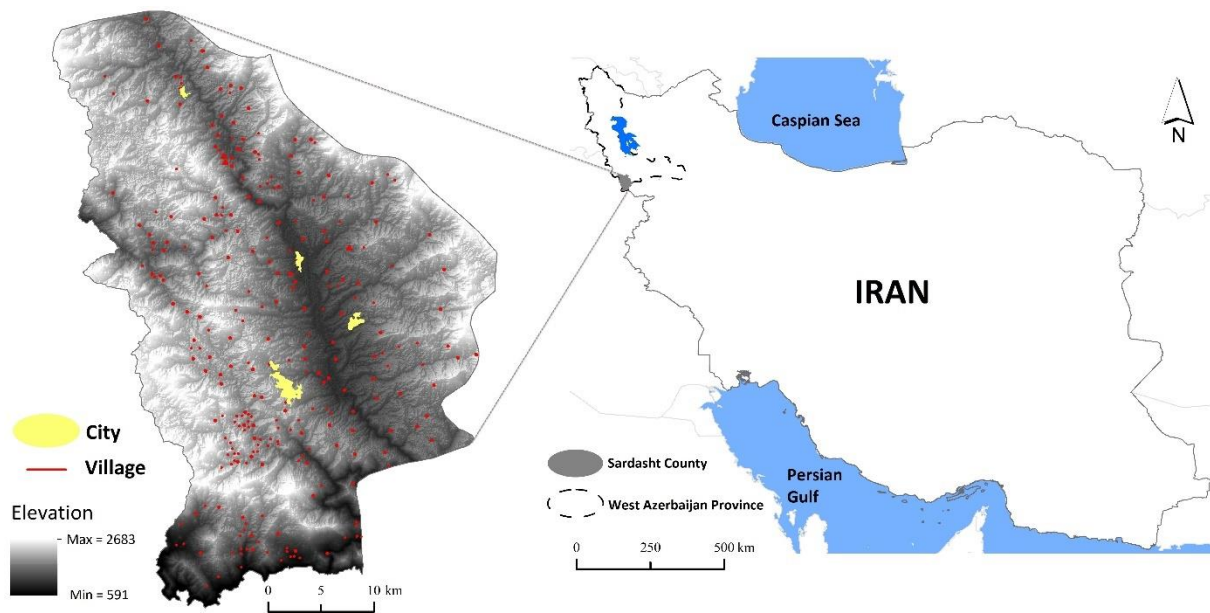 City
Village
Elevation
Max = 2683
Min = 591
0 5 10 km
Caspian Sea
N
IRAN
Persian
Gulf
Sardasht County
West Azerbaijan Province
0 250 500 km